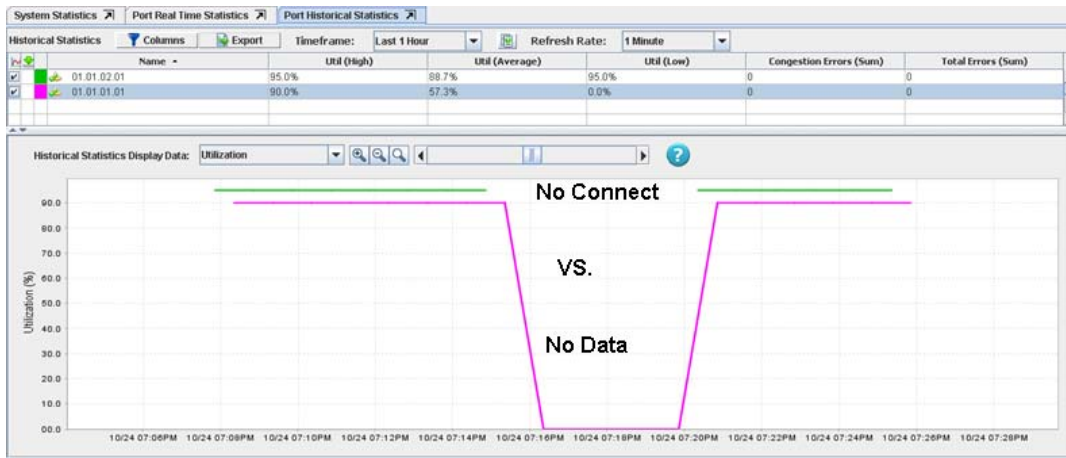 System Statistics Port Real Time Statistics Port Historical Statistics
Historical Statistics Columns Export Timeframe: Last 1 Hour Refresh Rate: 1 Minute
Name Util (High) Util (Average) Util (Low) Congestion Errors (Sum) Total Errors (Sum)
01.01.02.01 95.0% 88.7% 95.0% 0 0
01.01.01.01 90.0% 57.3% 0.0% 0 0
Historical Statistics Display Data: Utilization ?
No Connect
VS.
No Data
Utilization (%)
90.0
80.0
70.0
60.0
50.0
40.0
30.0
20.0
10.0
00.0
10/24 07:06PM 10/24 07:08PM 10/24 07:10PM 10/24 07:12PM 10/24 07:14PM 10/24 07:16PM 10/24 07:18PM 10/24 07:20PM 10/24 07:22PM 10/24 07:24PM 10/24 07:26PM 10/24 07:28PM